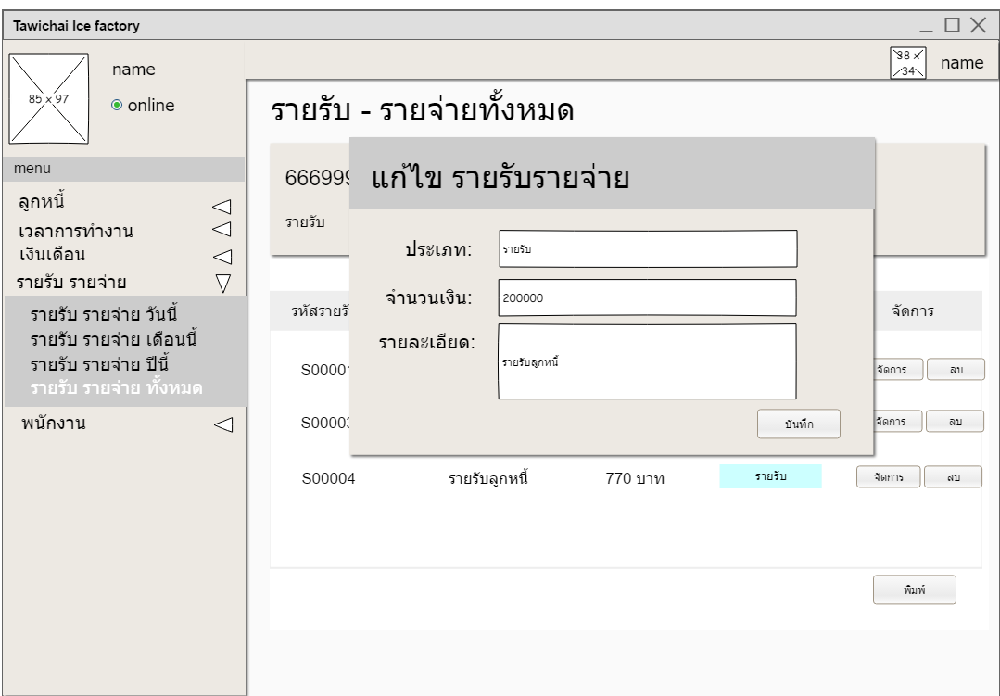 Tawichai Ice factory
name
85 x 97
online
38 x 34
name
menu
ลูกหนี้
เวลาการทำงาน
เงินเดือน
รายรับ รายจ่าย
รายรับ รายจ่าย วันนี้
รายรับ รายจ่าย เดือนนี้
รายรับ รายจ่าย ปีนี้
รายรับ รายจ่าย ทั้งหมด
พนักงาน
รายรับ - รายจ่ายทั้งหมด
66699
รายรับ
แก้ไข รายรับรายจ่าย
ประเภท: รายรับ
จำนวนเงิน: 200000
รายละเอียด: รายรับลูกหนี้
บันทึก
รหัสรายรั จัดการ
S00001 จัดการ ลบ
S00003 จัดการ ลบ
S00004 รายรับลูกหนี้ 770 บาท รายรับ จัดการ ลบ
พิมพ์